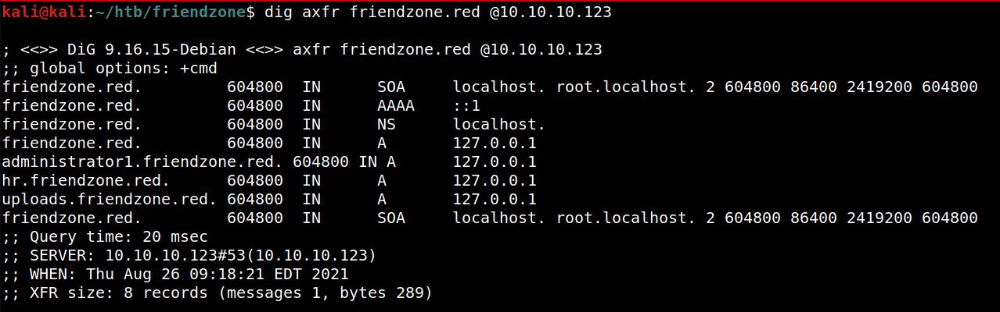 kali@kali:~/htb/friendzone$ dig axfr friendzone.red @10.10.10.123
; <<>> DiG 9.16.15-Debian <<>> axfr friendzone.red @10.10.10.123
;; global options: +cmd
friendzone.red. 604800 IN SOA localhost. root.localhost. 2 604800 86400 2419200 604800
friendzone.red. 604800 IN AAAA ::1
friendzone.red. 604800 IN NS localhost.
friendzone.red. 604800 IN A 127.0.0.1
administrator1.friendzone.red. 604800 IN A 127.0.0.1
hr.friendzone.red. 604800 IN A 127.0.0.1
uploads.friendzone.red. 604800 IN A 127.0.0.1
friendzone.red. 604800 IN SOA localhost. root.localhost. 2 604800 86400 2419200 604800
;; Query time: 20 msec
;; SERVER: 10.10.10.123#53(10.10.10.123)
;; WHEN: Thu Aug 26 09:18:21 EDT 2021
;; XFR size: 8 records (messages 1, bytes 289)